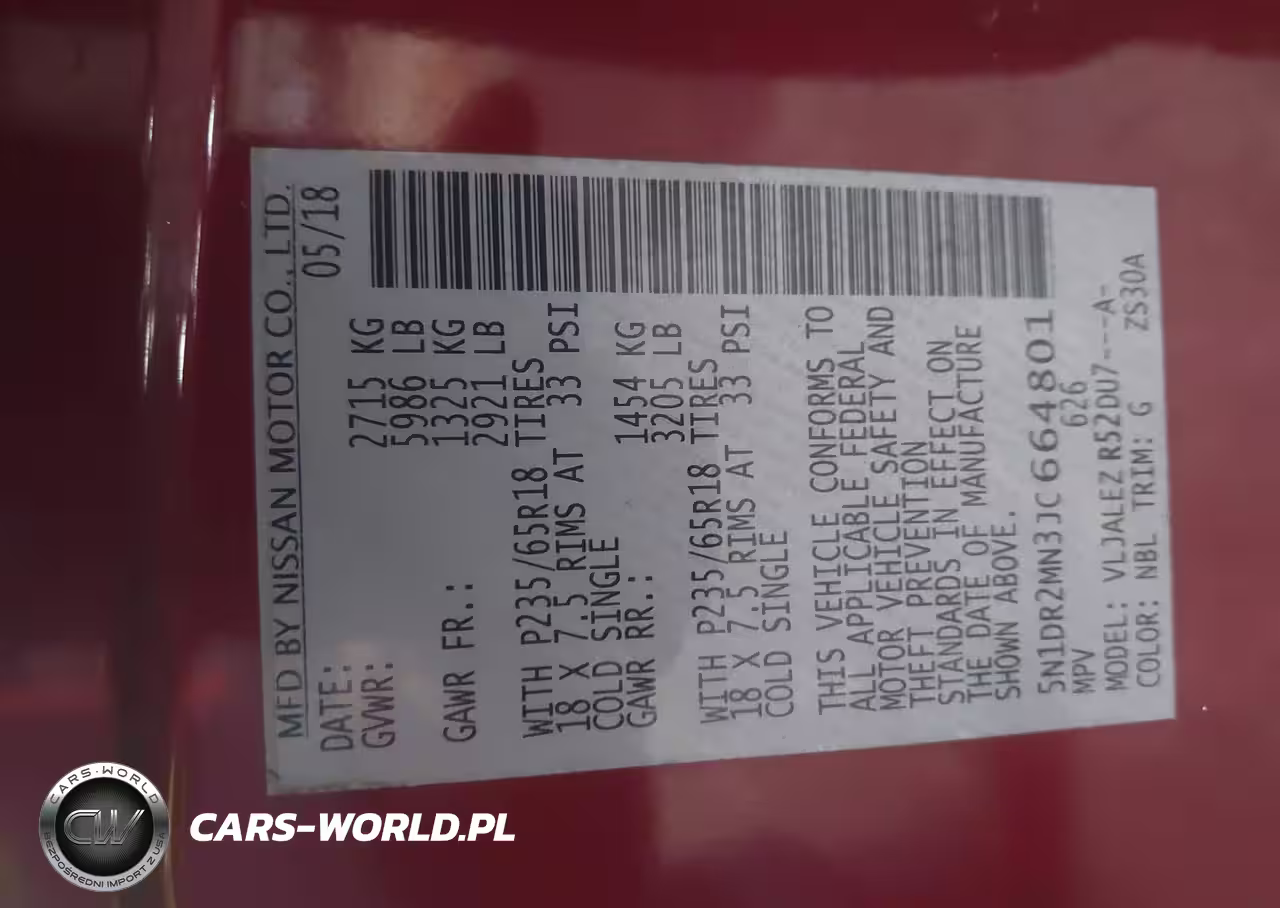 MFD BY NISSAN MOTOR CO., LTD.
DATE: 05/18
GVWR: 2715 KG
5986 LB
GAWR FR.: 1325 KG
2921 LB
WITH P235/65R18 TIRES
18 X 7.5 RIMS AT 33 PSI
COLD SINGLE
GAWR RR.: 1454 KG
3205 LB
WITH P235/65R18 TIRES
18 X 7.5 RIMS AT 33 PSI
COLD SINGLE
THIS VEHICLE CONFORMS TO
ALL APPLICABLE FEDERAL
MOTOR VEHICLE SAFETY AND
THEFT PREVENTION
STANDARDS IN EFFECT ON
THE DATE OF MANUFACTURE
SHOWN ABOVE.
5N1DR2MN3JC664801
MPV 626
MODEL: VLJALEZ R52DU7---A-
COLOR: NBL TRIM: G ZS30A
CARS-WORLD
CW
BEZPOŚREDNI IMPORT Z USA
CARS-WORLD.PL